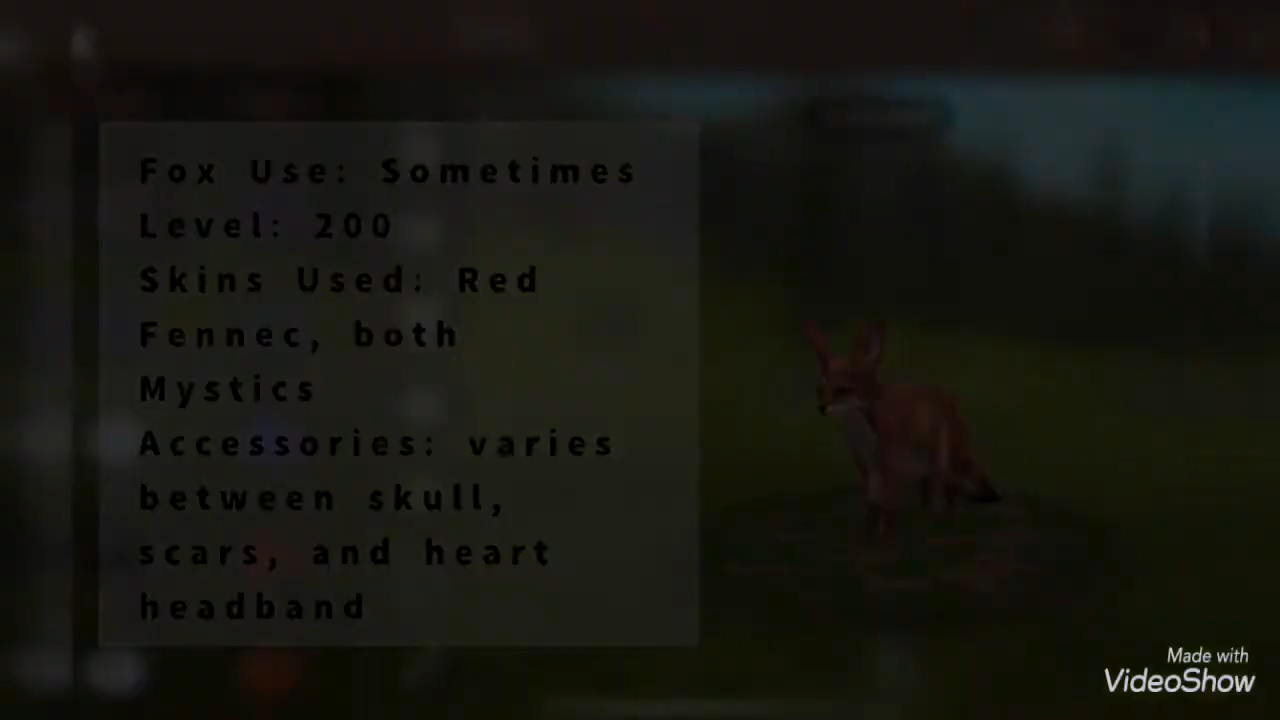 Fox Use: Sometimes
Level: 200
Skins Used: Red
Fennec, both
Mystics
Accessories: varies
between skull,
scars, and heart
headband
Made with
VideoShow